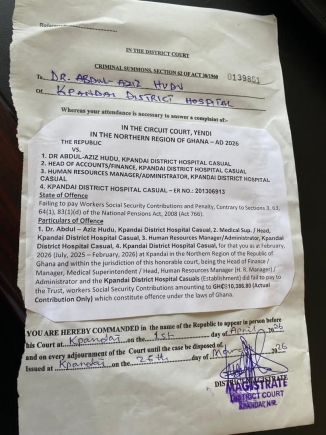 IN THE DISTRICT COURT
CRIMINAL SUMMONS, SECTION 62 OF ACT 30/1960
0139851
To DR. ABDUL-AZIZ HUDU
Of KPANDAI DISTRICT HOSPITAL
Whereas your attendance is necessary to answer a complaint of:
IN THE CIRCUIT COURT, YENDI
IN THE NORTHERN REGION OF GHANA – AD 2026
THE REPUBLIC
VS.
1. DR ABDUL-AZIZ HUDU, KPANDAI DISTRICT HOSPITAL CASUAL
2. HEAD OF ACCOUNTS/FINANCE, KPANDAI DISTRICT HOSPITAL CASUAL
3. HUMAN RESOURCES MANAGER/ADMINISTRATOR, KPANDAI DISTRICT HOSPITAL
CASUAL
4. KPANDAI DISTRICT HOSPITAL CASUAL – ER NO.: 201306913
State of Offence
Failing to pay Workers Social Security Contributions and Penalty, Contrary to Sections 3, 63,
64(1), 83(1)(d) of the National Pensions Act, 2008 (Act 766).
Particulars of Offence
1. Dr. Abdul – Aziz Hudu, Kpandai District Hospital Casual, 2. Medical Sup. / Head,
Kpandai District Hospital Casual, 3. Human Resources Manager/Administrator, Kpandai
District Hospital Casual, 4. Kpandai District Hospital Casual, for that you as at February
2026 (July, 2025 – February, 2026) at Kpandai in the Northern Region of the Republic of
Ghana and within the jurisdiction of this honorable court, being the Head of Finance /
Manager, Medical Superintendent / Head, Human Resources Manager (H. R. Manager) /
Administrator and the Kpandai District Hospital Casuals (Establishment) did fail to pay to
the Trust, workers Social Security Contributions amounting to GH¢10,386.80 (Actual
Contribution Only) which constitute offence under the laws of Ghana.
YOU ARE HEREBY COMMANDED in the name of the Republic to appear in person before
this Court at Kpandai on the 1st day of April 2026
and on every adjournment of the Court until the case be disposed of.
Issued at Kpandai on the 25th day of March 2026
DISTRICT MAGISTRATE
MAGISTRATE
DISTRICT COURT
KPANDAI, N/R.